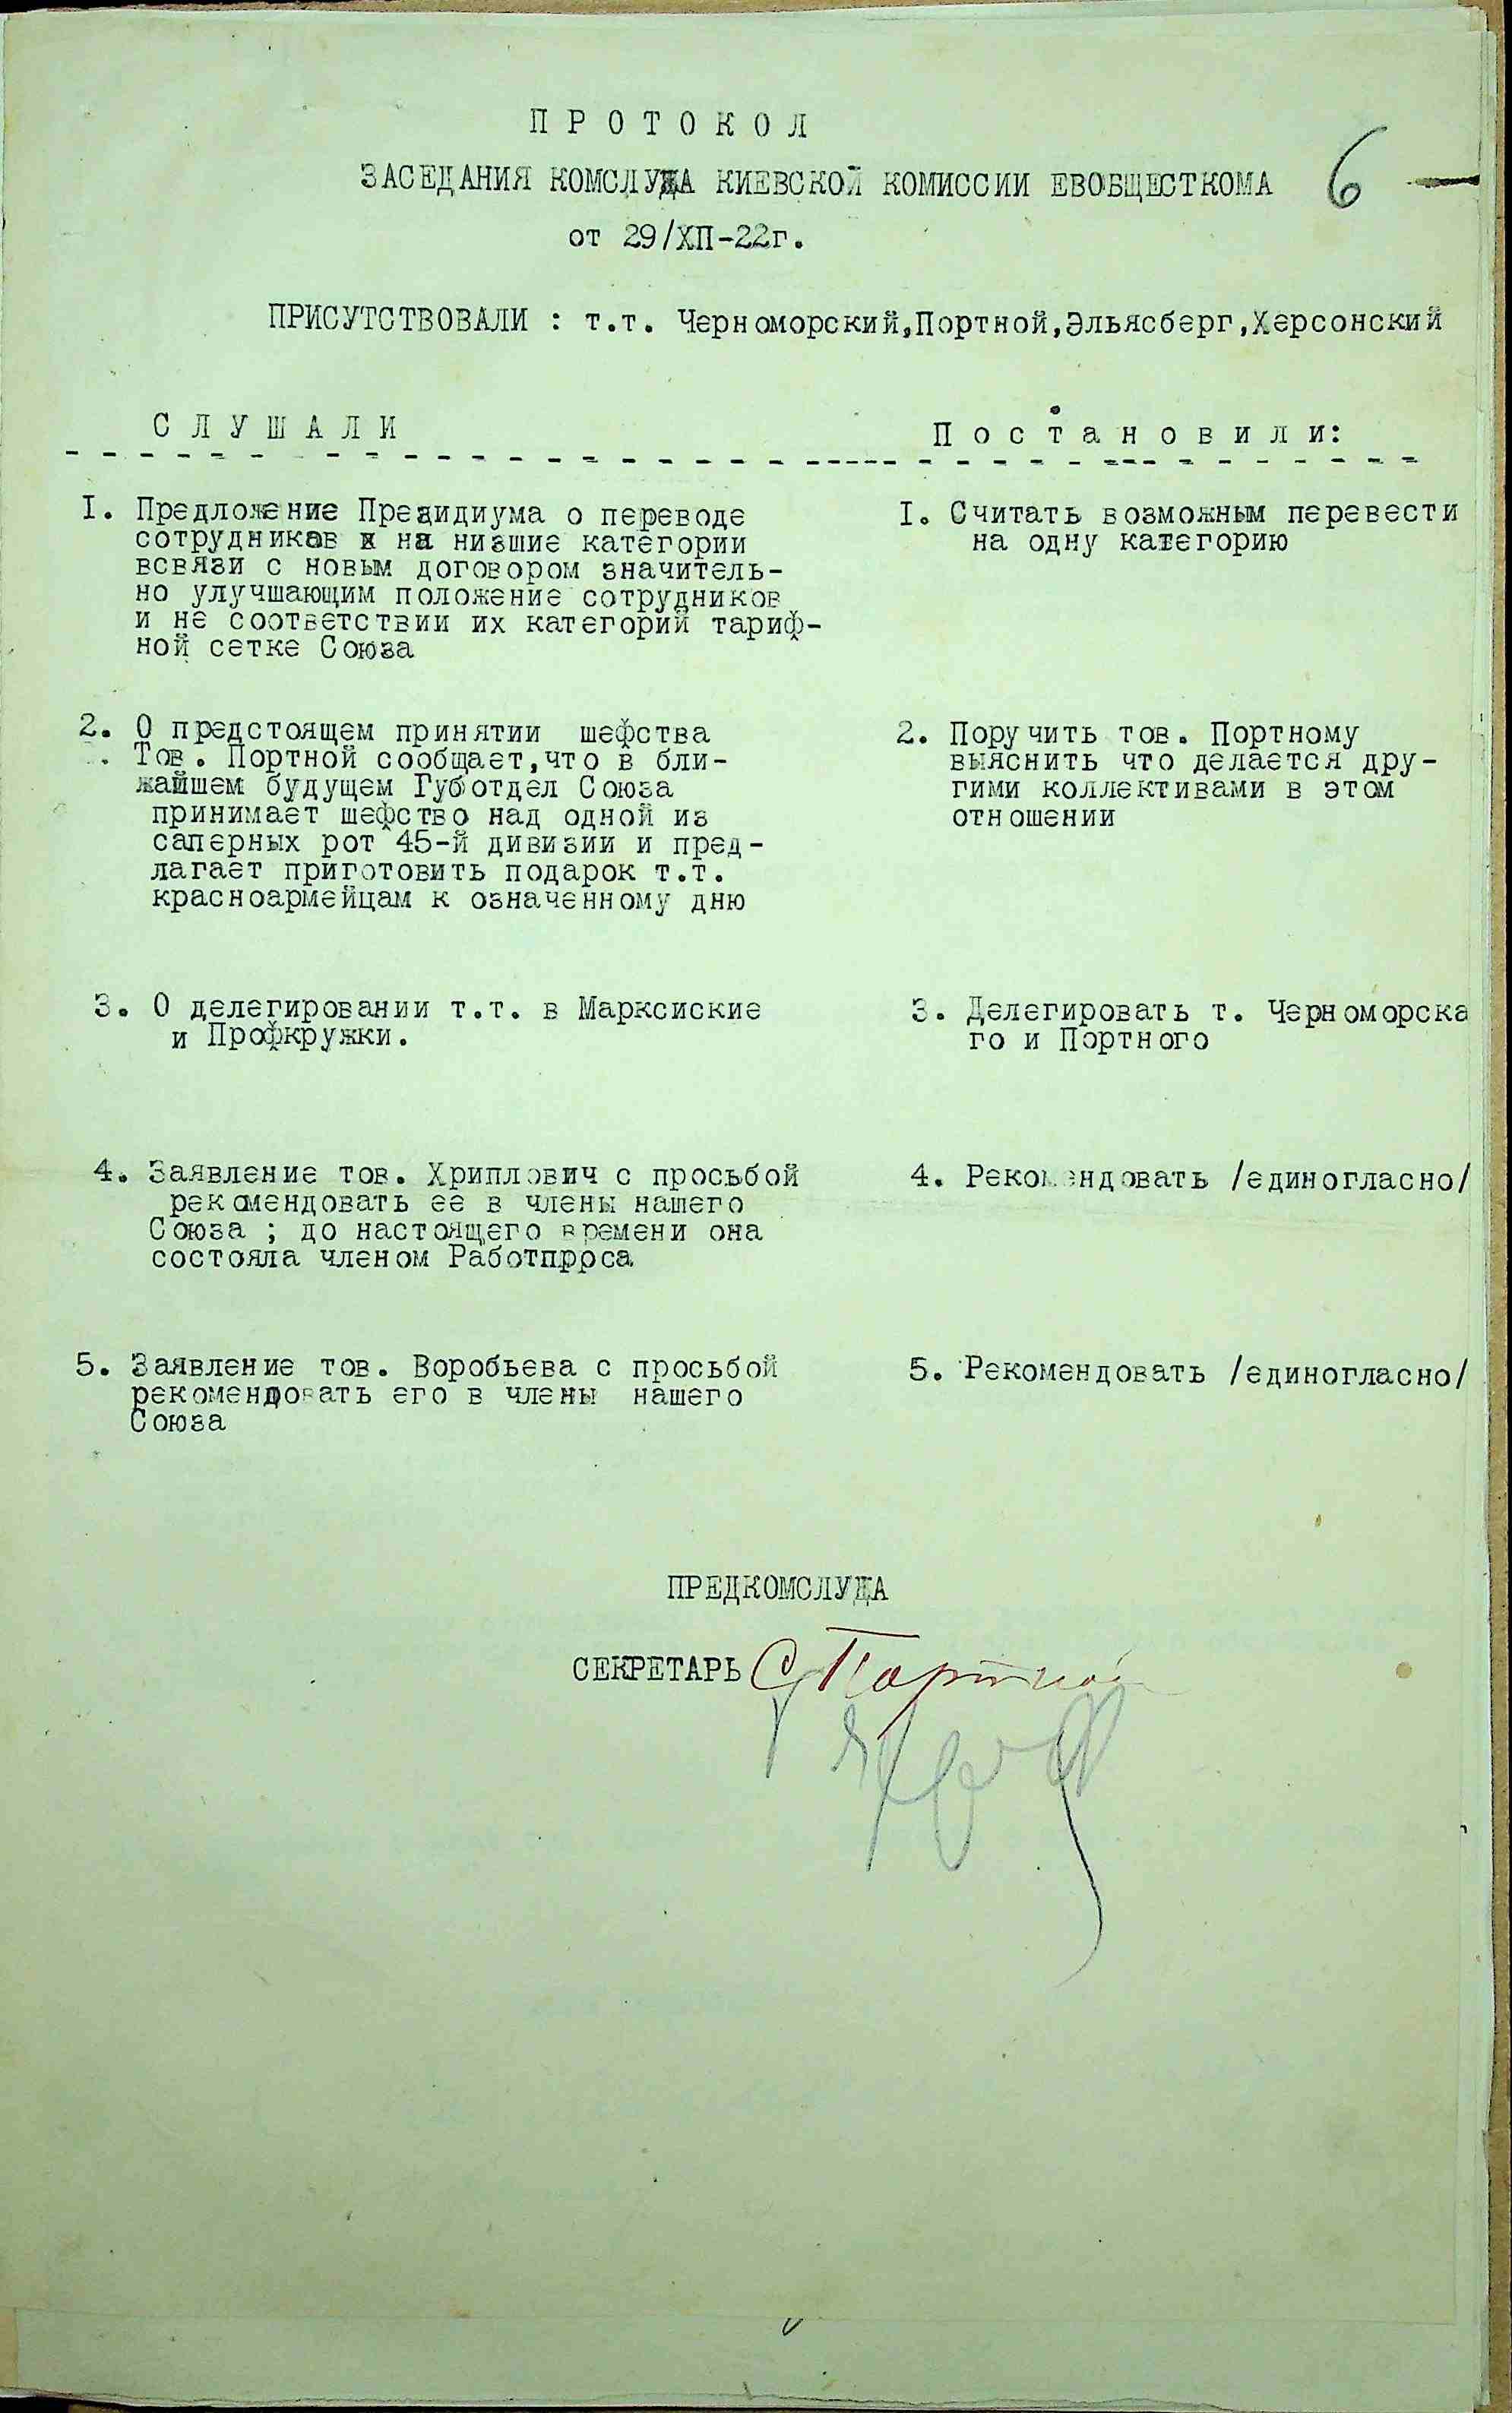 П Р О Т О К О Л
ЗАСЕДАНИЯ КОМСЛУДА КИЕВСКОЙ КОМИССИИ ЕВОБЩЕСТКОМА
6
от 29/ХП-22г.
ПРИСУТСТВОВАЛИ : т.т. Черноморский,Портной,Эльясберг,Херсонский
С Л У Ш А Л И
П о с т а н о в и л и:
I. Предложение Президиума о переводе
сотрудников на низшие категории
всвязи с новым договором значитель-
но улучшающим положение сотрудников
и не соответствии их категорий тариф-
ной сетке Союза
I. Считать возможным перевести
на одну категорию
2. О предстоящем принятии шефства
Тов. Портной сообщает,что в бли-
жайшем будущем Губотдел Союза
принимает шефство над одной из
саперных рот 45-й дивизии и пред-
лагает приготовить подарок т.т.
красноармейцам к означенному дню
2. Поручить тов. Портному
выяснить что делается дру-
гими коллективами в этом
отношении
3. О делегировании т.т. в Марксиские
и Профкружки.
3. Делегировать т. Черноморска
го и Портного
4. Заявление тов. Хриплович с просьбой
рекомендовать ее в члены нашего
Союза ; до настоящего времени она
состояла членом Работпрроса
4. Рекомендовать /единогласно/
5. Заявление тов. Воробьева с просьбой
рекомендовать его в члены нашего
Союза
5. Рекомендовать /единогласно/
ПРЕДКОМСЛУДА
СЕКРЕТАРЬ С Портной